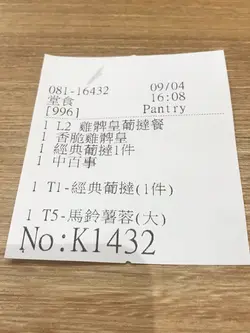 081-16432 09/04
堂食 16:08
[996] Pantry
1 L2 雞髀皇葡撻餐
1 香脆雞髀皇
1 經典葡撻1件
1 中百事
1 T1-經典葡撻(1件)
1 T5-馬鈴薯蓉(大)
No:K1432